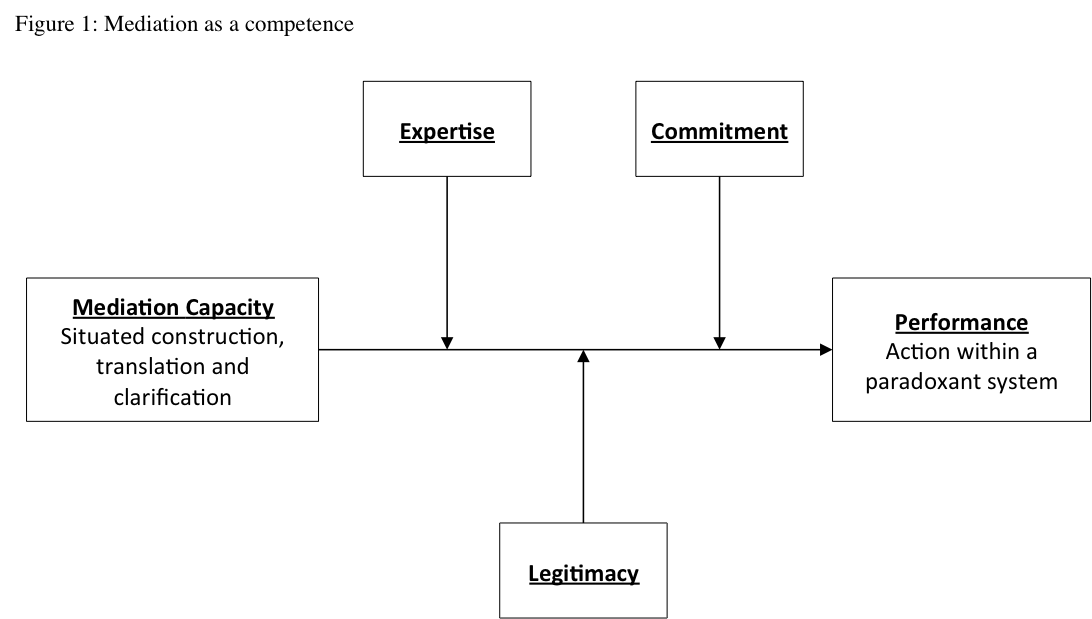 Figure 1: Mediation as a competence
Expertise
Commitment
Mediation Capacity
Situated construction,
translation and
clarification
Performance
Action within a
paradoxant system
Legitimacy